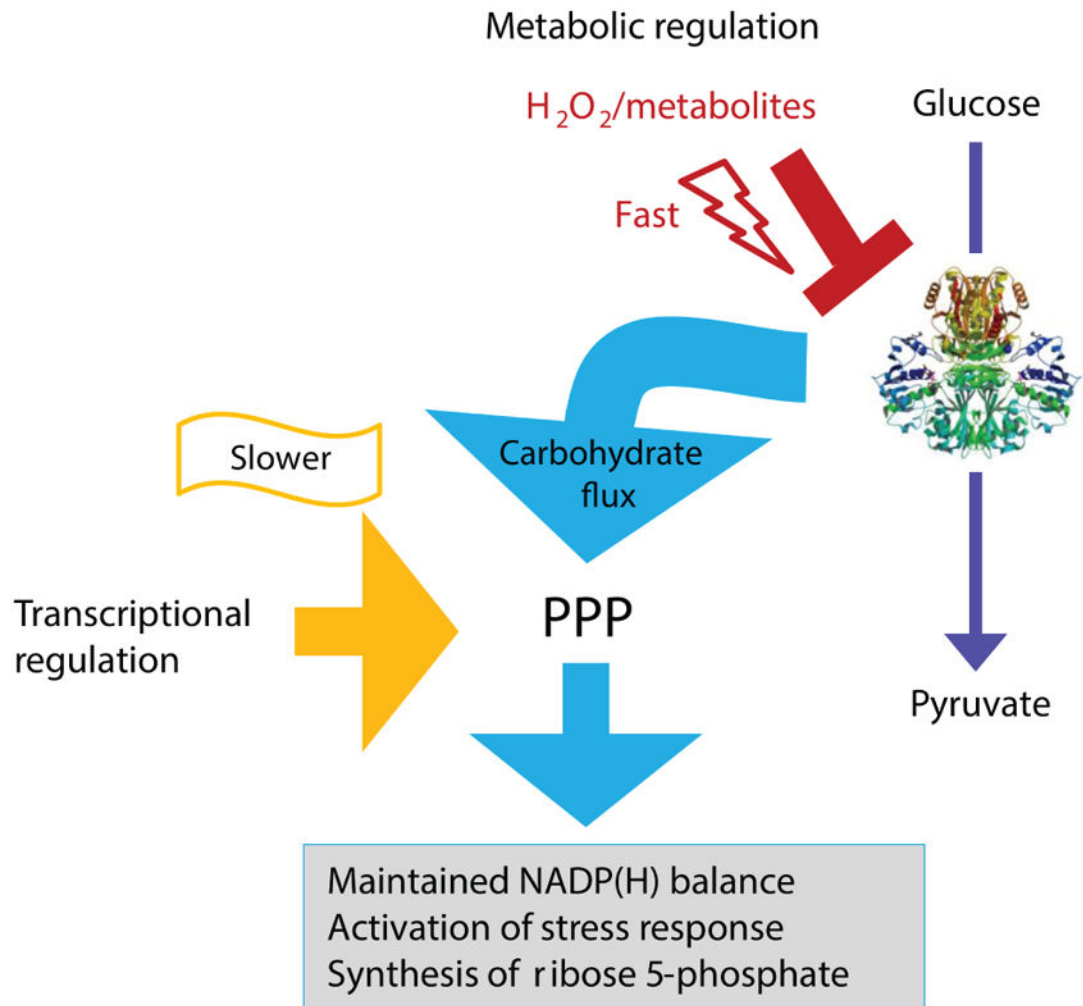 Metabolic regulation
H₂O₂/metabolites
Glucose
Fast
Slower
Carbohydrate
flux
Transcriptional
regulation
PPP
Pyruvate
Maintained NADP(H) balance
Activation of stress response
Synthesis of ribose 5-phosphate